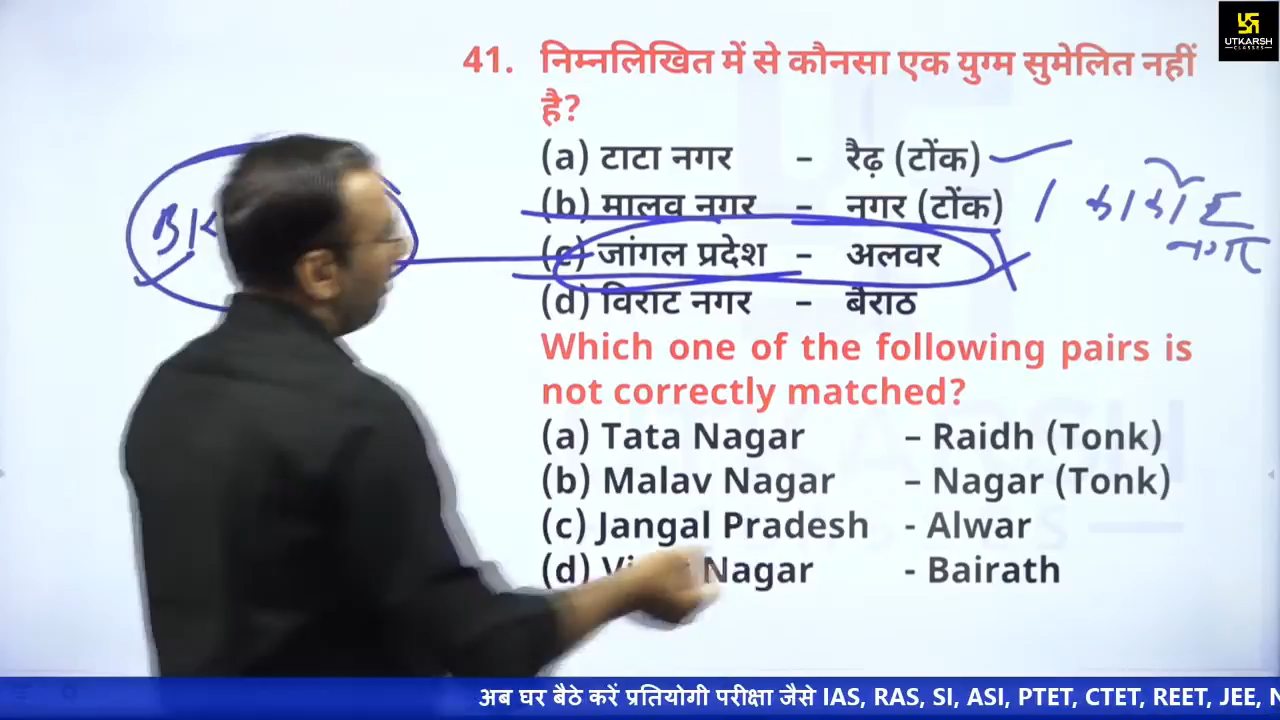 UTKARSH
CLASSES
41. निम्नलिखित में से कौनसा एक युग्म सुमेलित नहीं
है?
(a) टाटा नगर – रैढ़ (टोंक)
(b) मालव नगर – नगर (टोंक)
(c) जांगल प्रदेश – अलवर
(d) विराट नगर – बैराठ
Which one of the following pairs is
not correctly matched?
(a) Tata Nagar – Raidh (Tonk)
(b) Malav Nagar – Nagar (Tonk)
(c) Jangal Pradesh - Alwar
(d) Nagar - Bairath
नगर
अब घर बैठे करें प्रतियोगी परीक्षा जैसे IAS, RAS, SI, ASI, PTET, CTET, REET, JEE,